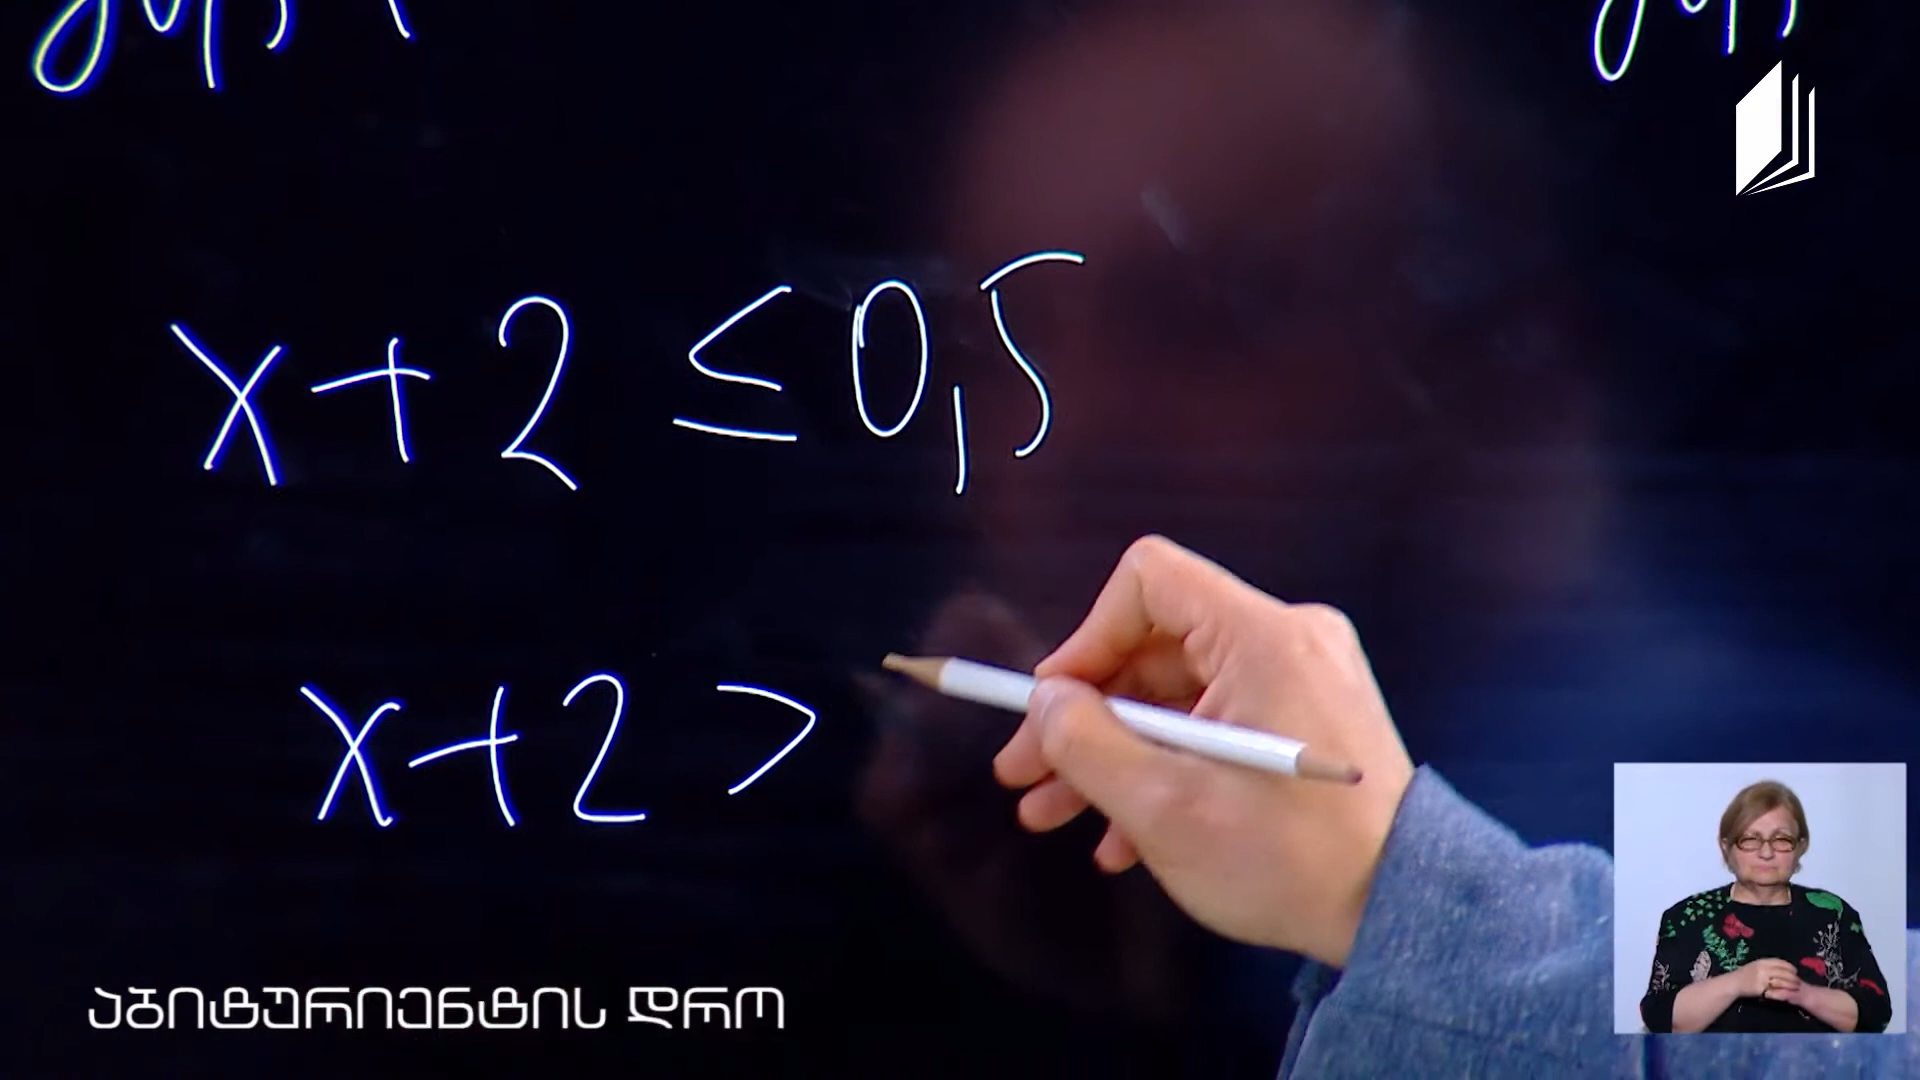 x+2 ≤ 0,5
x+2 >
აბიტურიენტის დრო